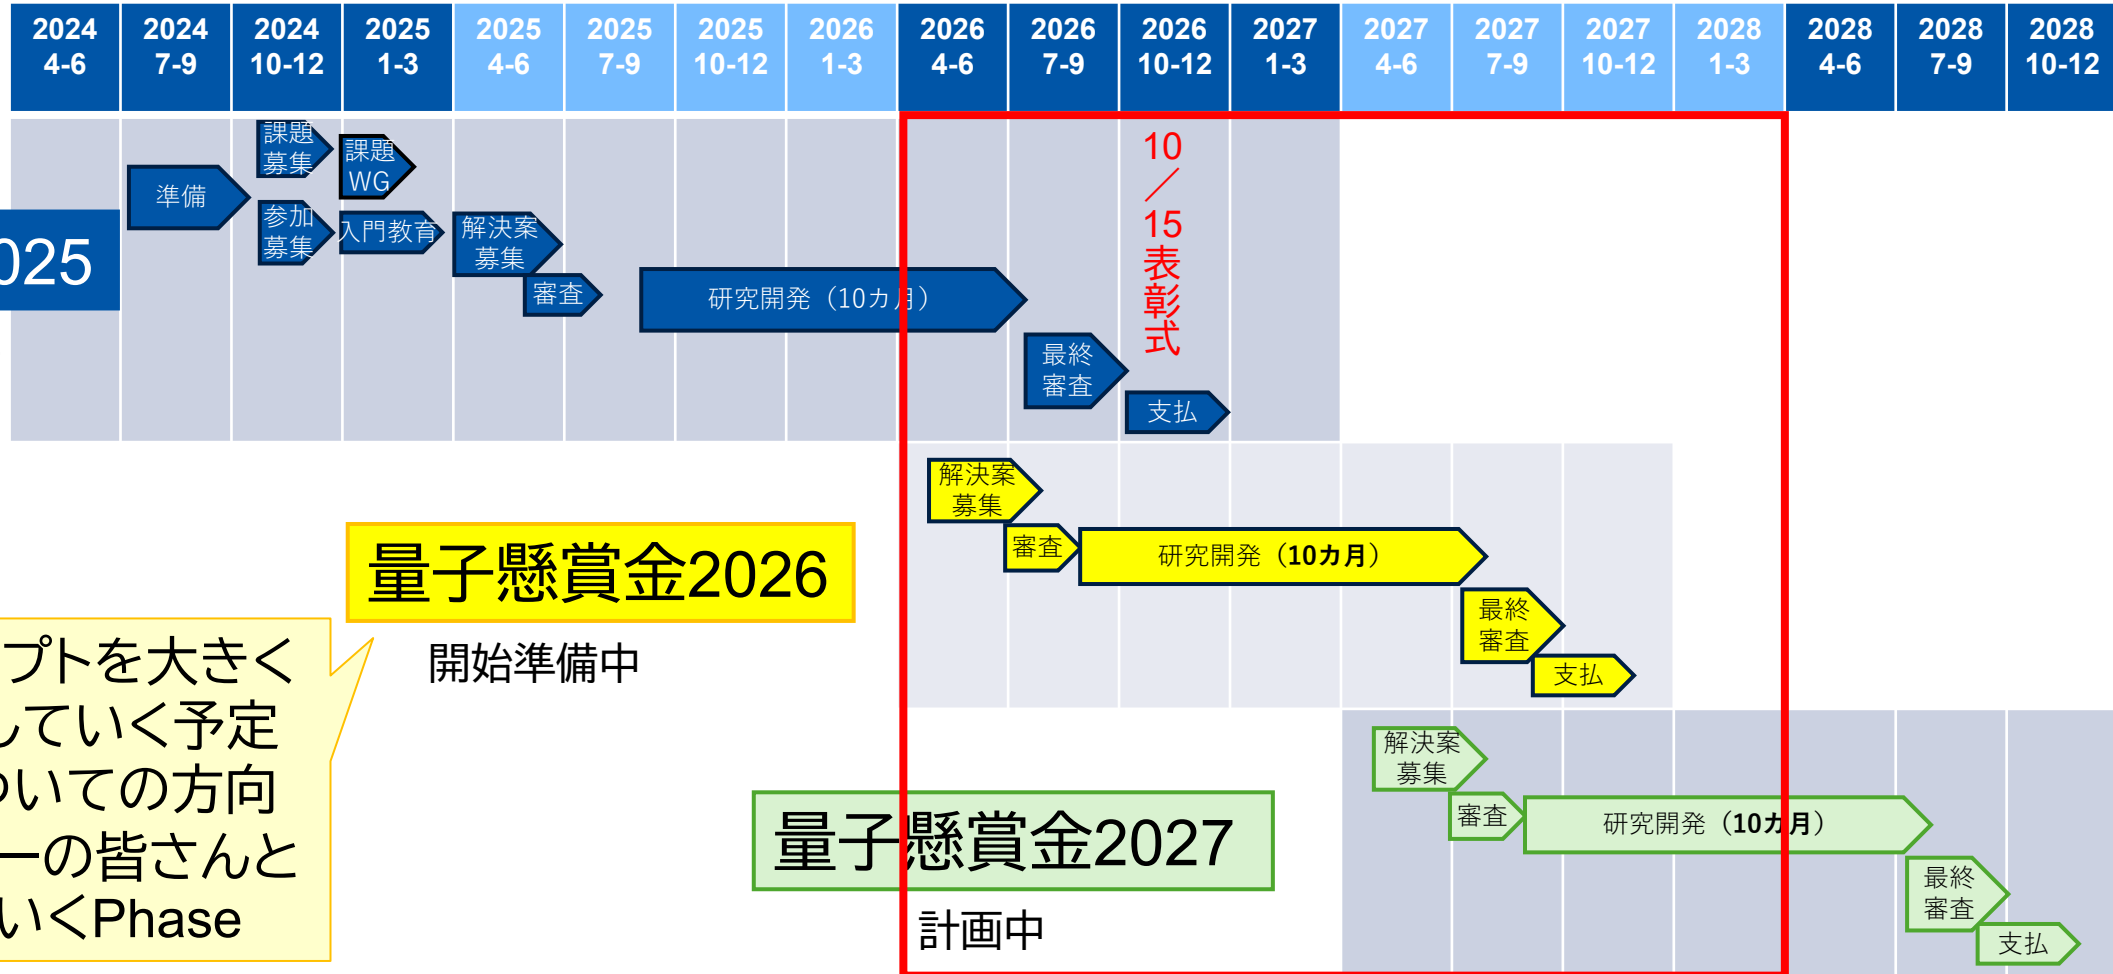 2024
4-6
2024
7-9
2024
10-12
2025
1-3
2025
4-6
2025
7-9
2025
10-12
2026
1-3
2026
4-6
2026
7-9
2026
10-12
2027
1-3
2027
4-6
2027
7-9
2027
10-12
2028
1-3
2028
4-6
2028
7-9
2028
10-12
025
準備
課題
募集
参加
募集
課題
WG
入門教育
解決案
募集
審査
研究開発（10カ月）
最終
審査
支払
10／15表彰式
量子懸賞金2026
開始準備中
解決案
募集
審査
研究開発（10カ月）
最終
審査
支払
プトを大きく
していく予定
ついての方向
ーの皆さんと
いくPhase
量子懸賞金2027
計画中
解決案
募集
審査
研究開発（10カ月）
最終
審査
支払